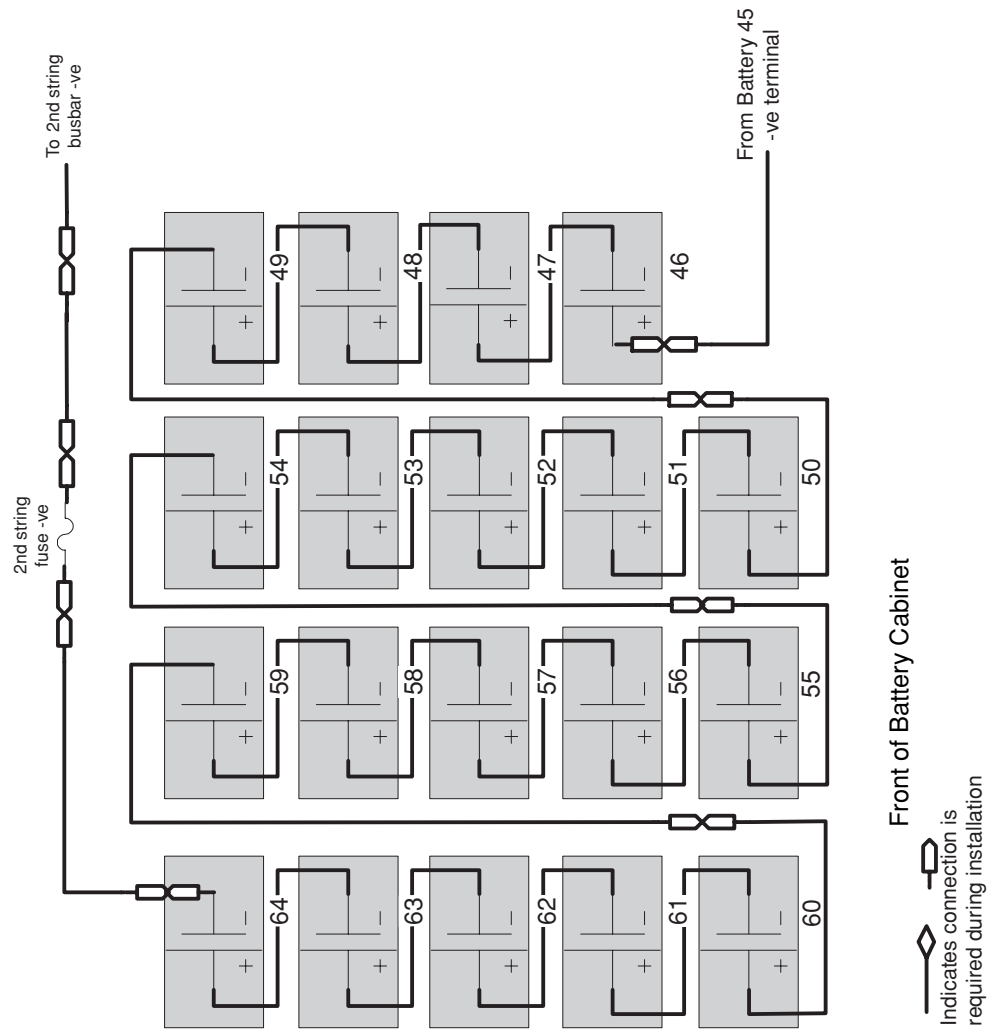 To 2nd string
busbar -ve
2nd string
fuse -ve
From Battery 45
-ve terminal
- + 64
- + 63
- + 62
- + 61
- + 60
- + 59
- + 58
- + 57
- + 56
- + 55
- + 54
- + 53
- + 52
- + 51
- + 50
- + 49
- + 48
- + 47
- + 46
Front of Battery Cabinet
Indicates connection is
required during installation